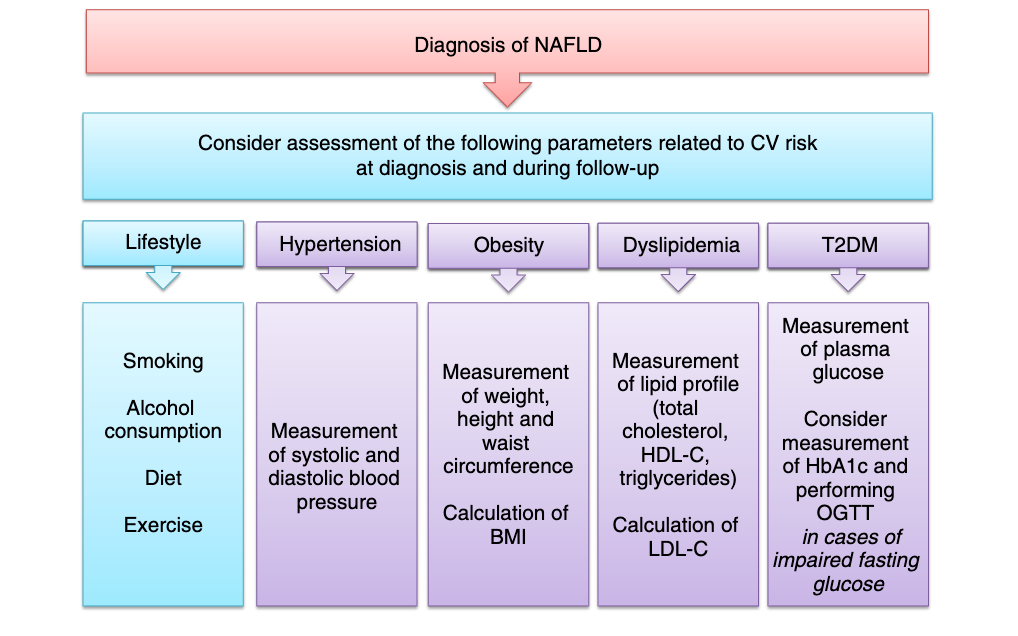 Diagnosis of NAFLD
Consider assessment of the following parameters related to CV risk
at diagnosis and during follow-up
Lifestyle
Smoking
Alcohol
consumption
Diet
Exercise
Hypertension
Measurement
of systolic and
diastolic blood
pressure
Obesity
Measurement
of weight,
height and
waist
circumference
Calculation of
BMI
Dyslipidemia
Measurement
of lipid profile
(total
cholesterol,
HDL-C,
triglycerides)
Calculation of
LDL-C
T2DM
Measurement
of plasma
glucose
Consider
measurement
of HbA1c and
performing
OGTT
in cases of
impaired fasting
glucose